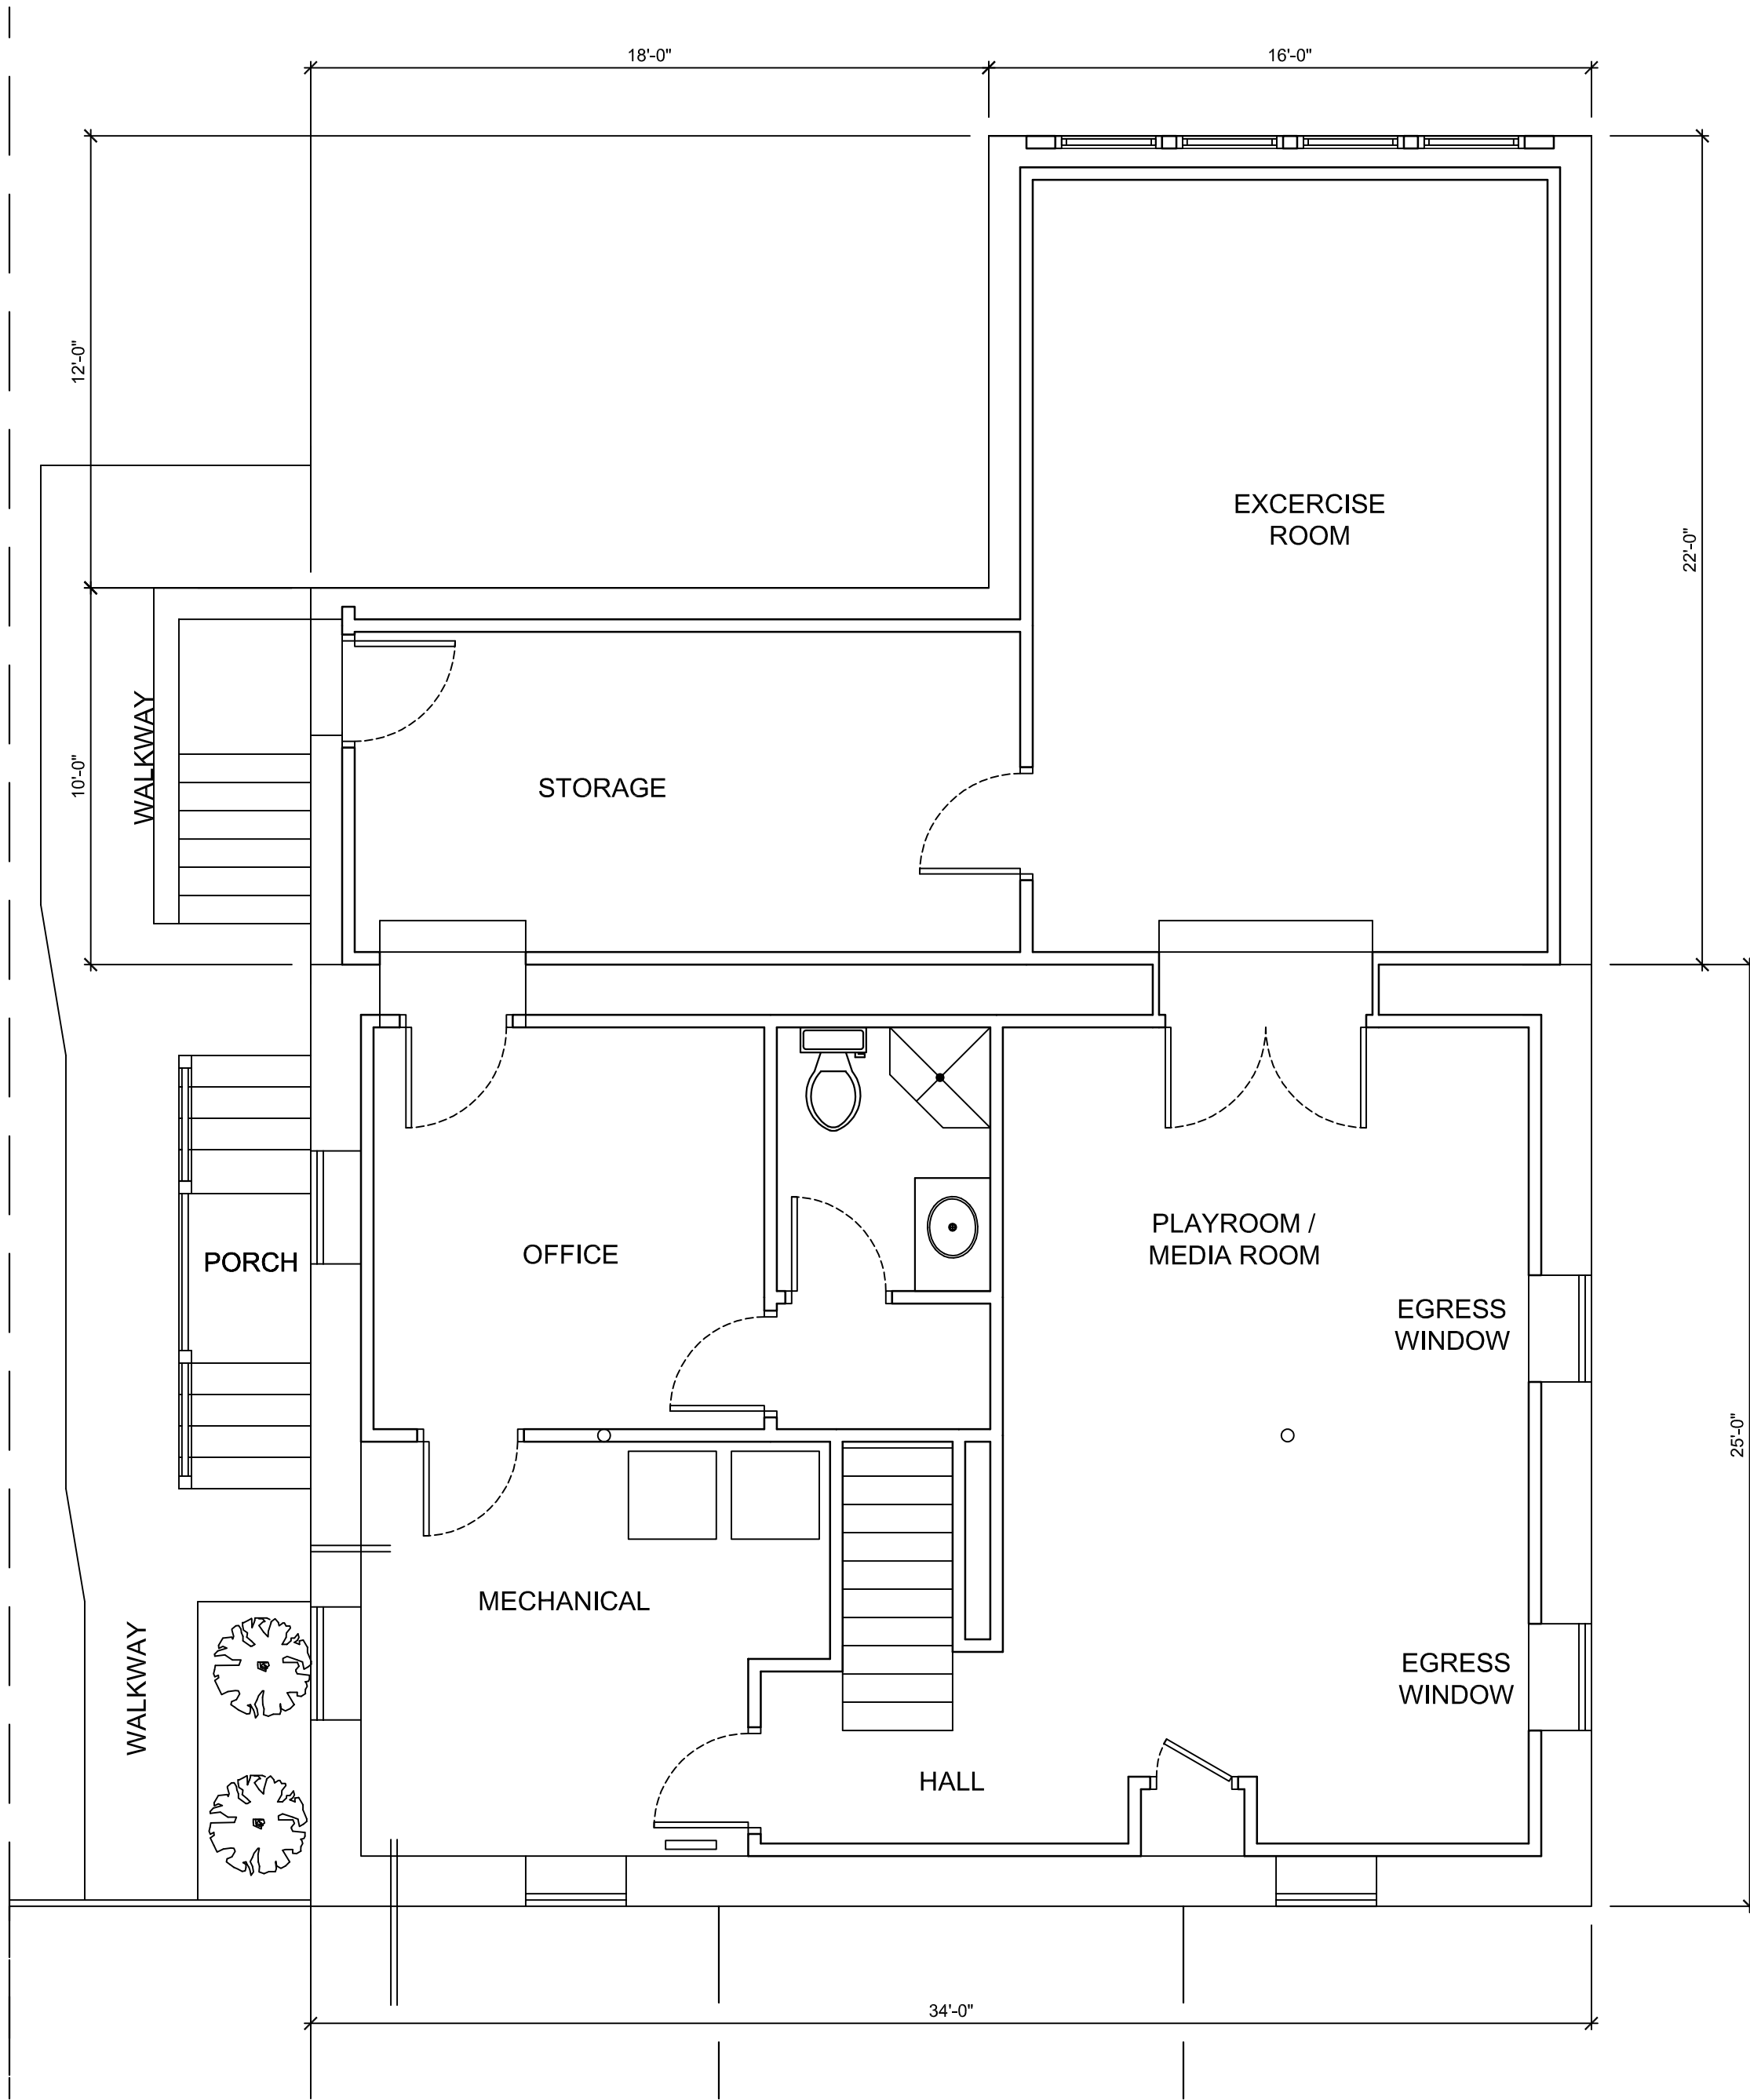 18'-0"
16'-0"
12'-0"
EXCERCISE
ROOM
22'-0"
WALKWAY
10'-0"
STORAGE
PLAYROOM /
MEDIA ROOM
OFFICE
PORCH
EGRESS
WINDOW
25'-0"
MECHANICAL
WALKWAY
EGRESS
WINDOW
HALL
34'-0"